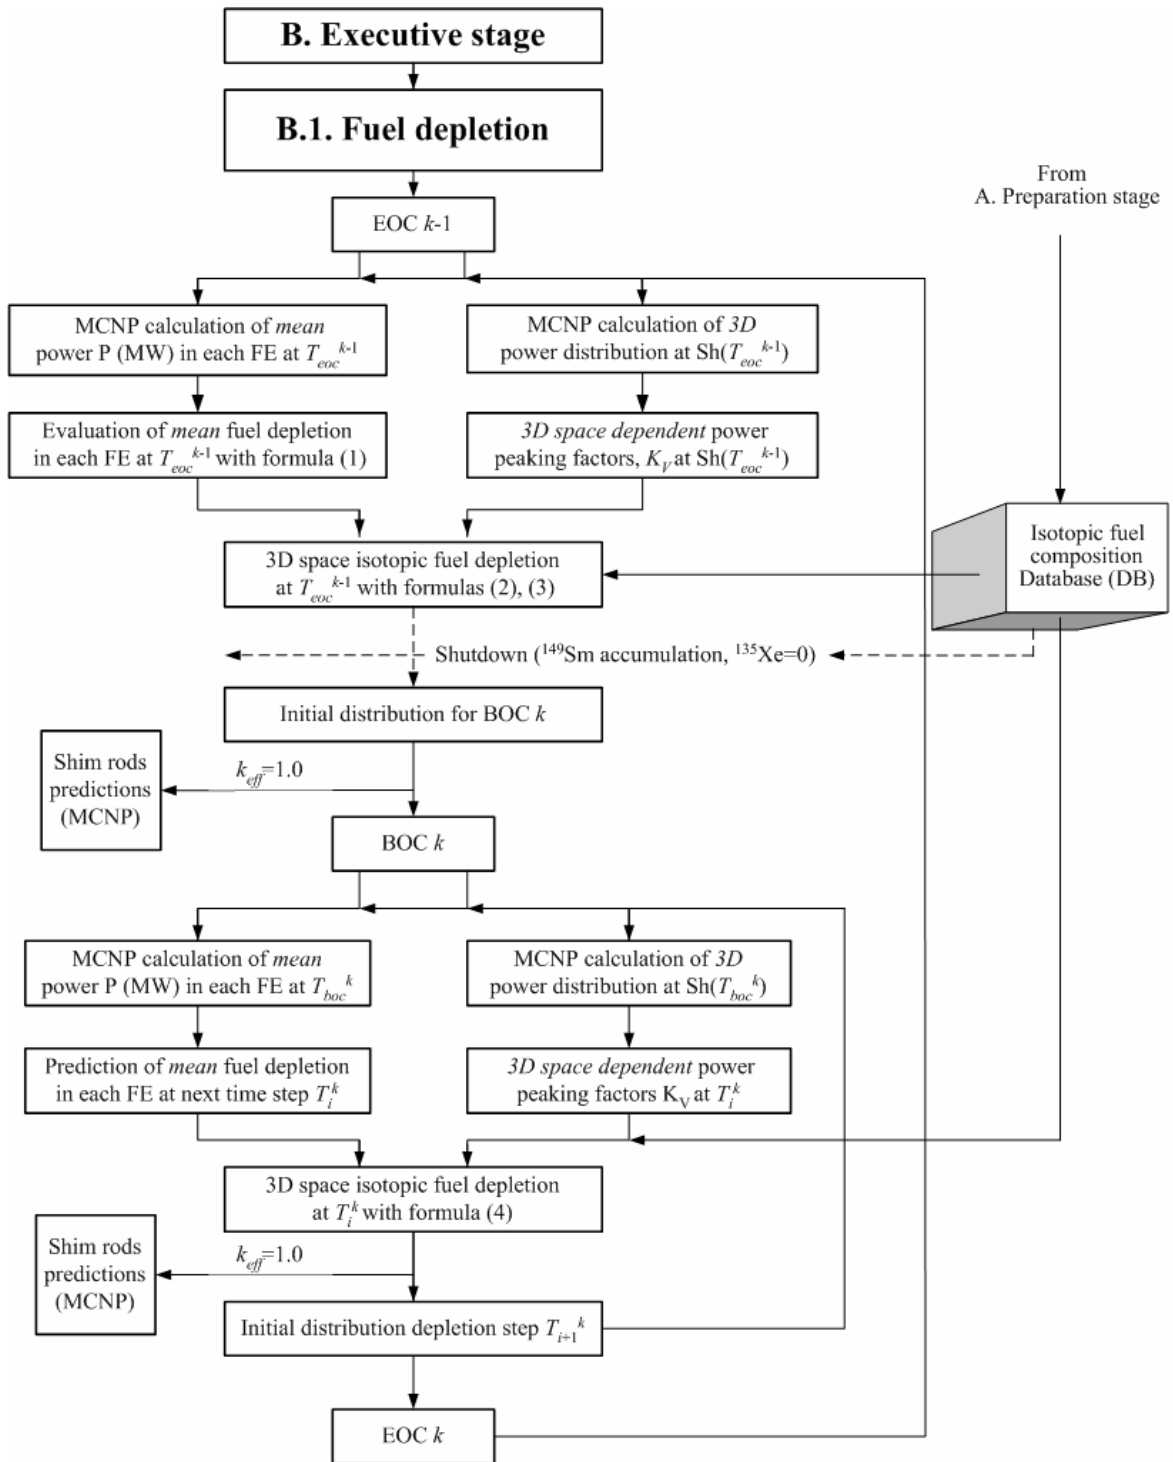 B. Executive stage
B.1. Fuel depletion
From
A. Preparation stage
EOC k-1
MCNP calculation of mean
power P (MW) in each FE at T_eoc^k-1
MCNP calculation of 3D
power distribution at Sh(T_eoc^k-1)
Evaluation of mean fuel depletion
in each FE at T_eoc^k-1 with formula (1)
3D space dependent power
peaking factors, K_V at Sh(T_eoc^k-1)
Isotopic fuel
composition
Database (DB)
3D space isotopic fuel depletion
at T_eoc^k-1 with formulas (2), (3)
Shutdown (¹⁴⁹Sm accumulation, ¹³⁵Xe=0)
Initial distribution for BOC k
Shim rods
predictions
(MCNP)
k_eff=1.0
BOC k
MCNP calculation of mean
power P (MW) in each FE at T_boc^k
MCNP calculation of 3D
power distribution at Sh(T_boc^k)
Prediction of mean fuel depletion
in each FE at next time step T_i^k
3D space dependent power
peaking factors K_V at T_i^k
3D space isotopic fuel depletion
at T_i^k with formula (4)
Shim rods
predictions
(MCNP)
k_eff=1.0
Initial distribution depletion step T_i+1^k
EOC k